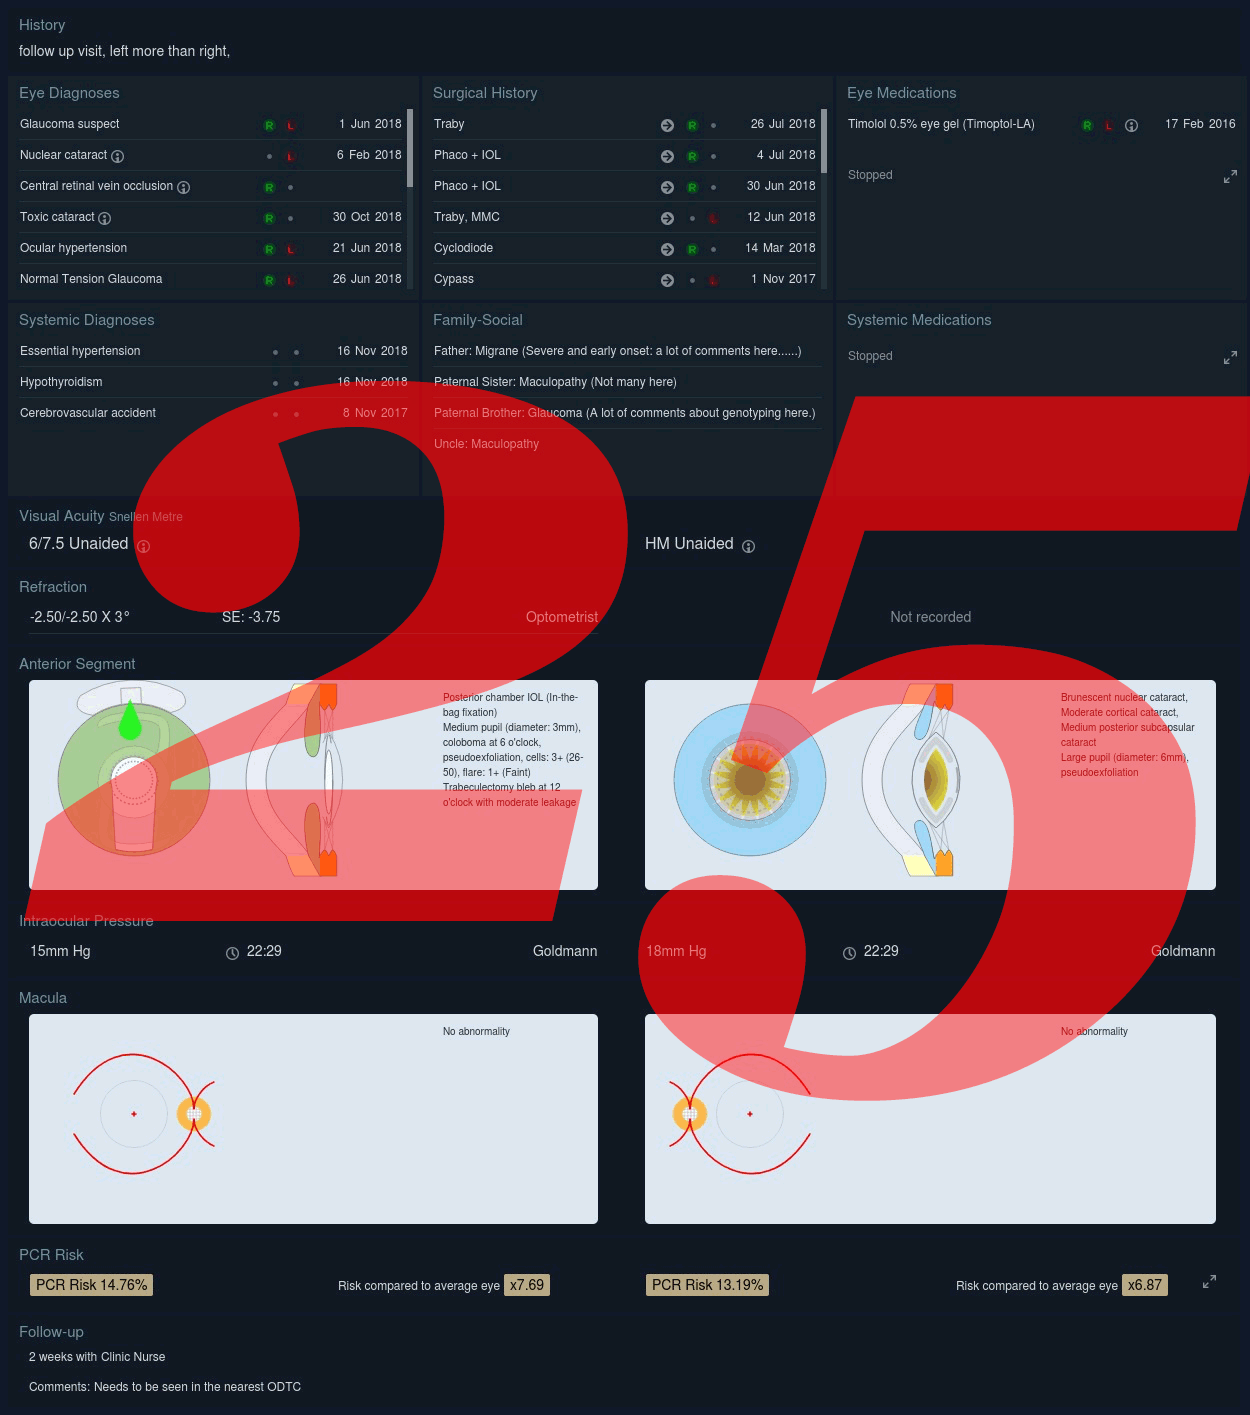 History
follow up visit, left more than right,
Eye Diagnoses
Glaucoma suspect R L 1 Jun 2018
Nuclear cataract L 6 Feb 2018
Central retinal vein occlusion R
Toxic cataract R 30 Oct 2018
Ocular hypertension R L 21 Jun 2018
Normal Tension Glaucoma R L 26 Jun 2018
Surgical History
Traby R 26 Jul 2018
Phaco + IOL R 4 Jul 2018
Phaco + IOL R 30 Jun 2018
Traby, MMC L 12 Jun 2018
Cyclodiode R 14 Mar 2018
Cypass L 1 Nov 2017
Eye Medications
Timolol 0.5% eye gel (Timoptol-LA) R L 17 Feb 2016
Stopped
Systemic Diagnoses
Essential hypertension 16 Nov 2018
Hypothyroidism 16 Nov 2018
Cerebrovascular accident 8 Nov 2017
Family-Social
Father: Migrane (Severe and early onset: a lot of comments here......)
Paternal Sister: Maculopathy (Not many here)
Paternal Brother: Glaucoma (A lot of comments about genotyping here.)
Uncle: Maculopathy
Systemic Medications
Stopped
25
Visual Acuity Snellen Metre
6/7.5 Unaided HM Unaided
Refraction
-2.50/-2.50 X 3° SE: -3.75 Optometrist Not recorded
Anterior Segment
Posterior chamber IOL (In-the-
bag fixation)
Medium pupil (diameter: 3mm),
coloboma at 6 o'clock,
pseudoexfoliation, cells: 3+ (26-
50), flare: 1+ (Faint)
Trabeculectomy bleb at 12
o'clock with moderate leakage
Brunescent nuclear cataract,
Moderate cortical cataract,
Medium posterior subcapsular
cataract
Large pupil (diameter: 6mm),
pseudoexfoliation
Intraocular Pressure
15mm Hg 22:29 Goldmann 18mm Hg 22:29 Goldmann
Macula
No abnormality No abnormality
PCR Risk
PCR Risk 14.76% Risk compared to average eye x7.69 PCR Risk 13.19% Risk compared to average eye x6.87
Follow-up
2 weeks with Clinic Nurse
Comments: Needs to be seen in the nearest ODTC